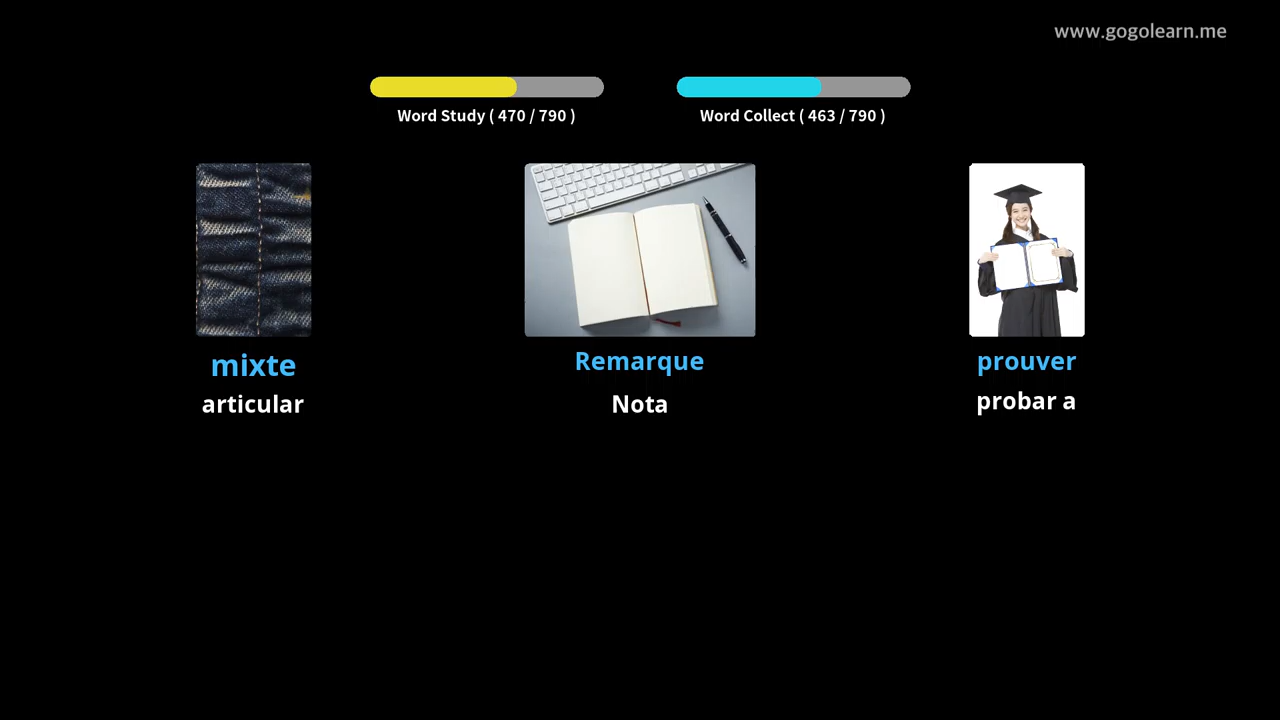 www.gogolearn.me
Word Study ( 470 / 790 )
Word Collect ( 463 / 790 )
mixte
articular
Remarque
Nota
prouver
probar a